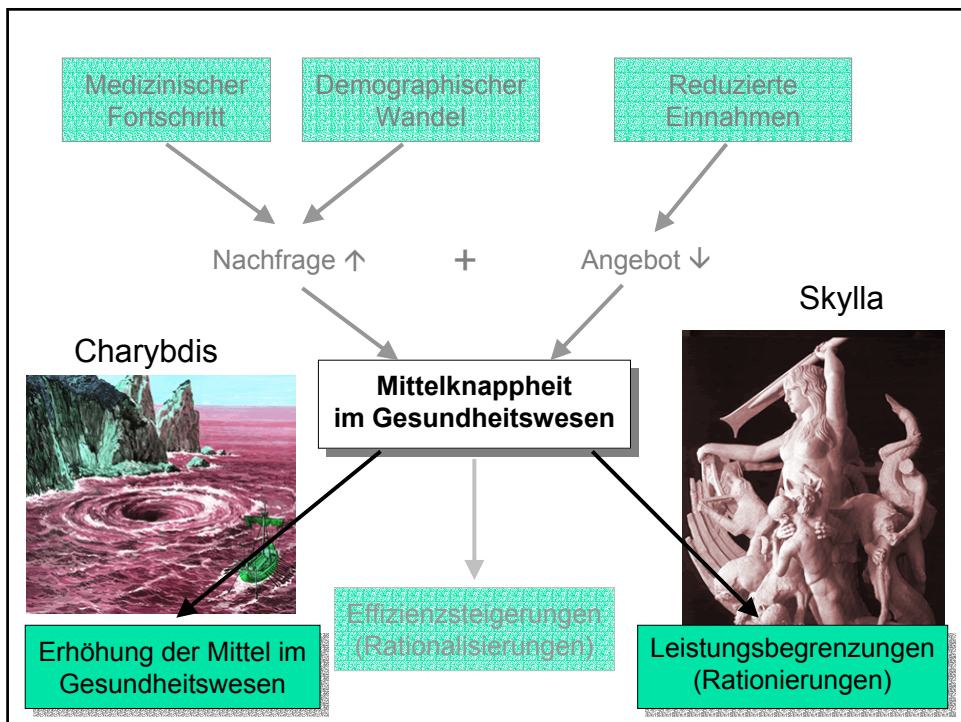 Medizinischer
Fortschritt
Demographischer
Wandel
Reduzierte
Einnahmen
Nachfrage ↑
+
Angebot ↓
Skylla
Charybdis
Mittelknappheit
im Gesundheitswesen
Effizienzsteigerungen
(Rationalisierungen)
Erhöhung der Mittel im
Gesundheitswesen
Leistungsbegrenzungen
(Rationierungen)